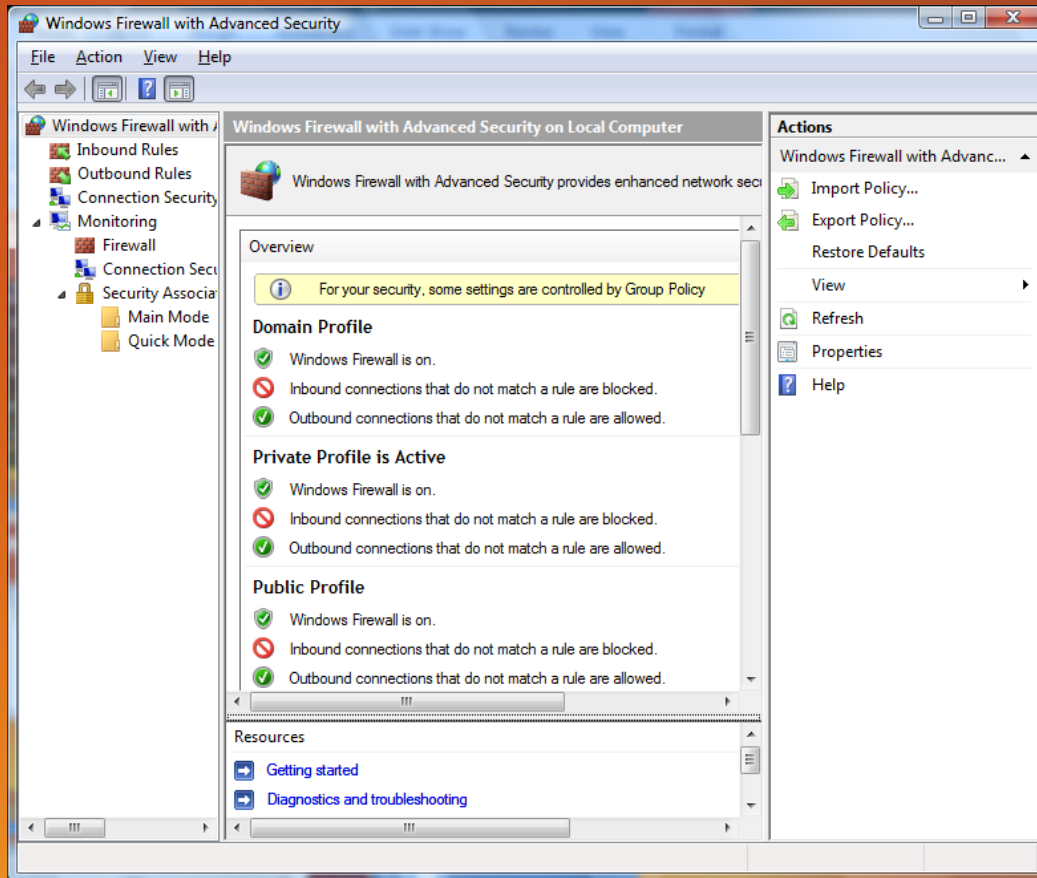 Windows Firewall with Advanced Security
File Action View Help
Windows Firewall with A
Inbound Rules
Outbound Rules
Connection Security
Monitoring
Firewall
Connection Secu
Security Associa
Main Mode
Quick Mode
Windows Firewall with Advanced Security on Local Computer
Windows Firewall with Advanced Security provides enhanced network secu
Overview
For your security, some settings are controlled by Group Policy
Domain Profile
Windows Firewall is on.
Inbound connections that do not match a rule are blocked.
Outbound connections that do not match a rule are allowed.
Private Profile is Active
Windows Firewall is on.
Inbound connections that do not match a rule are blocked.
Outbound connections that do not match a rule are allowed.
Public Profile
Windows Firewall is on.
Inbound connections that do not match a rule are blocked.
Outbound connections that do not match a rule are allowed.
Resources
Getting started
Diagnostics and troubleshooting
Actions
Windows Firewall with Advanc...
Import Policy...
Export Policy...
Restore Defaults
View
Refresh
Properties
Help